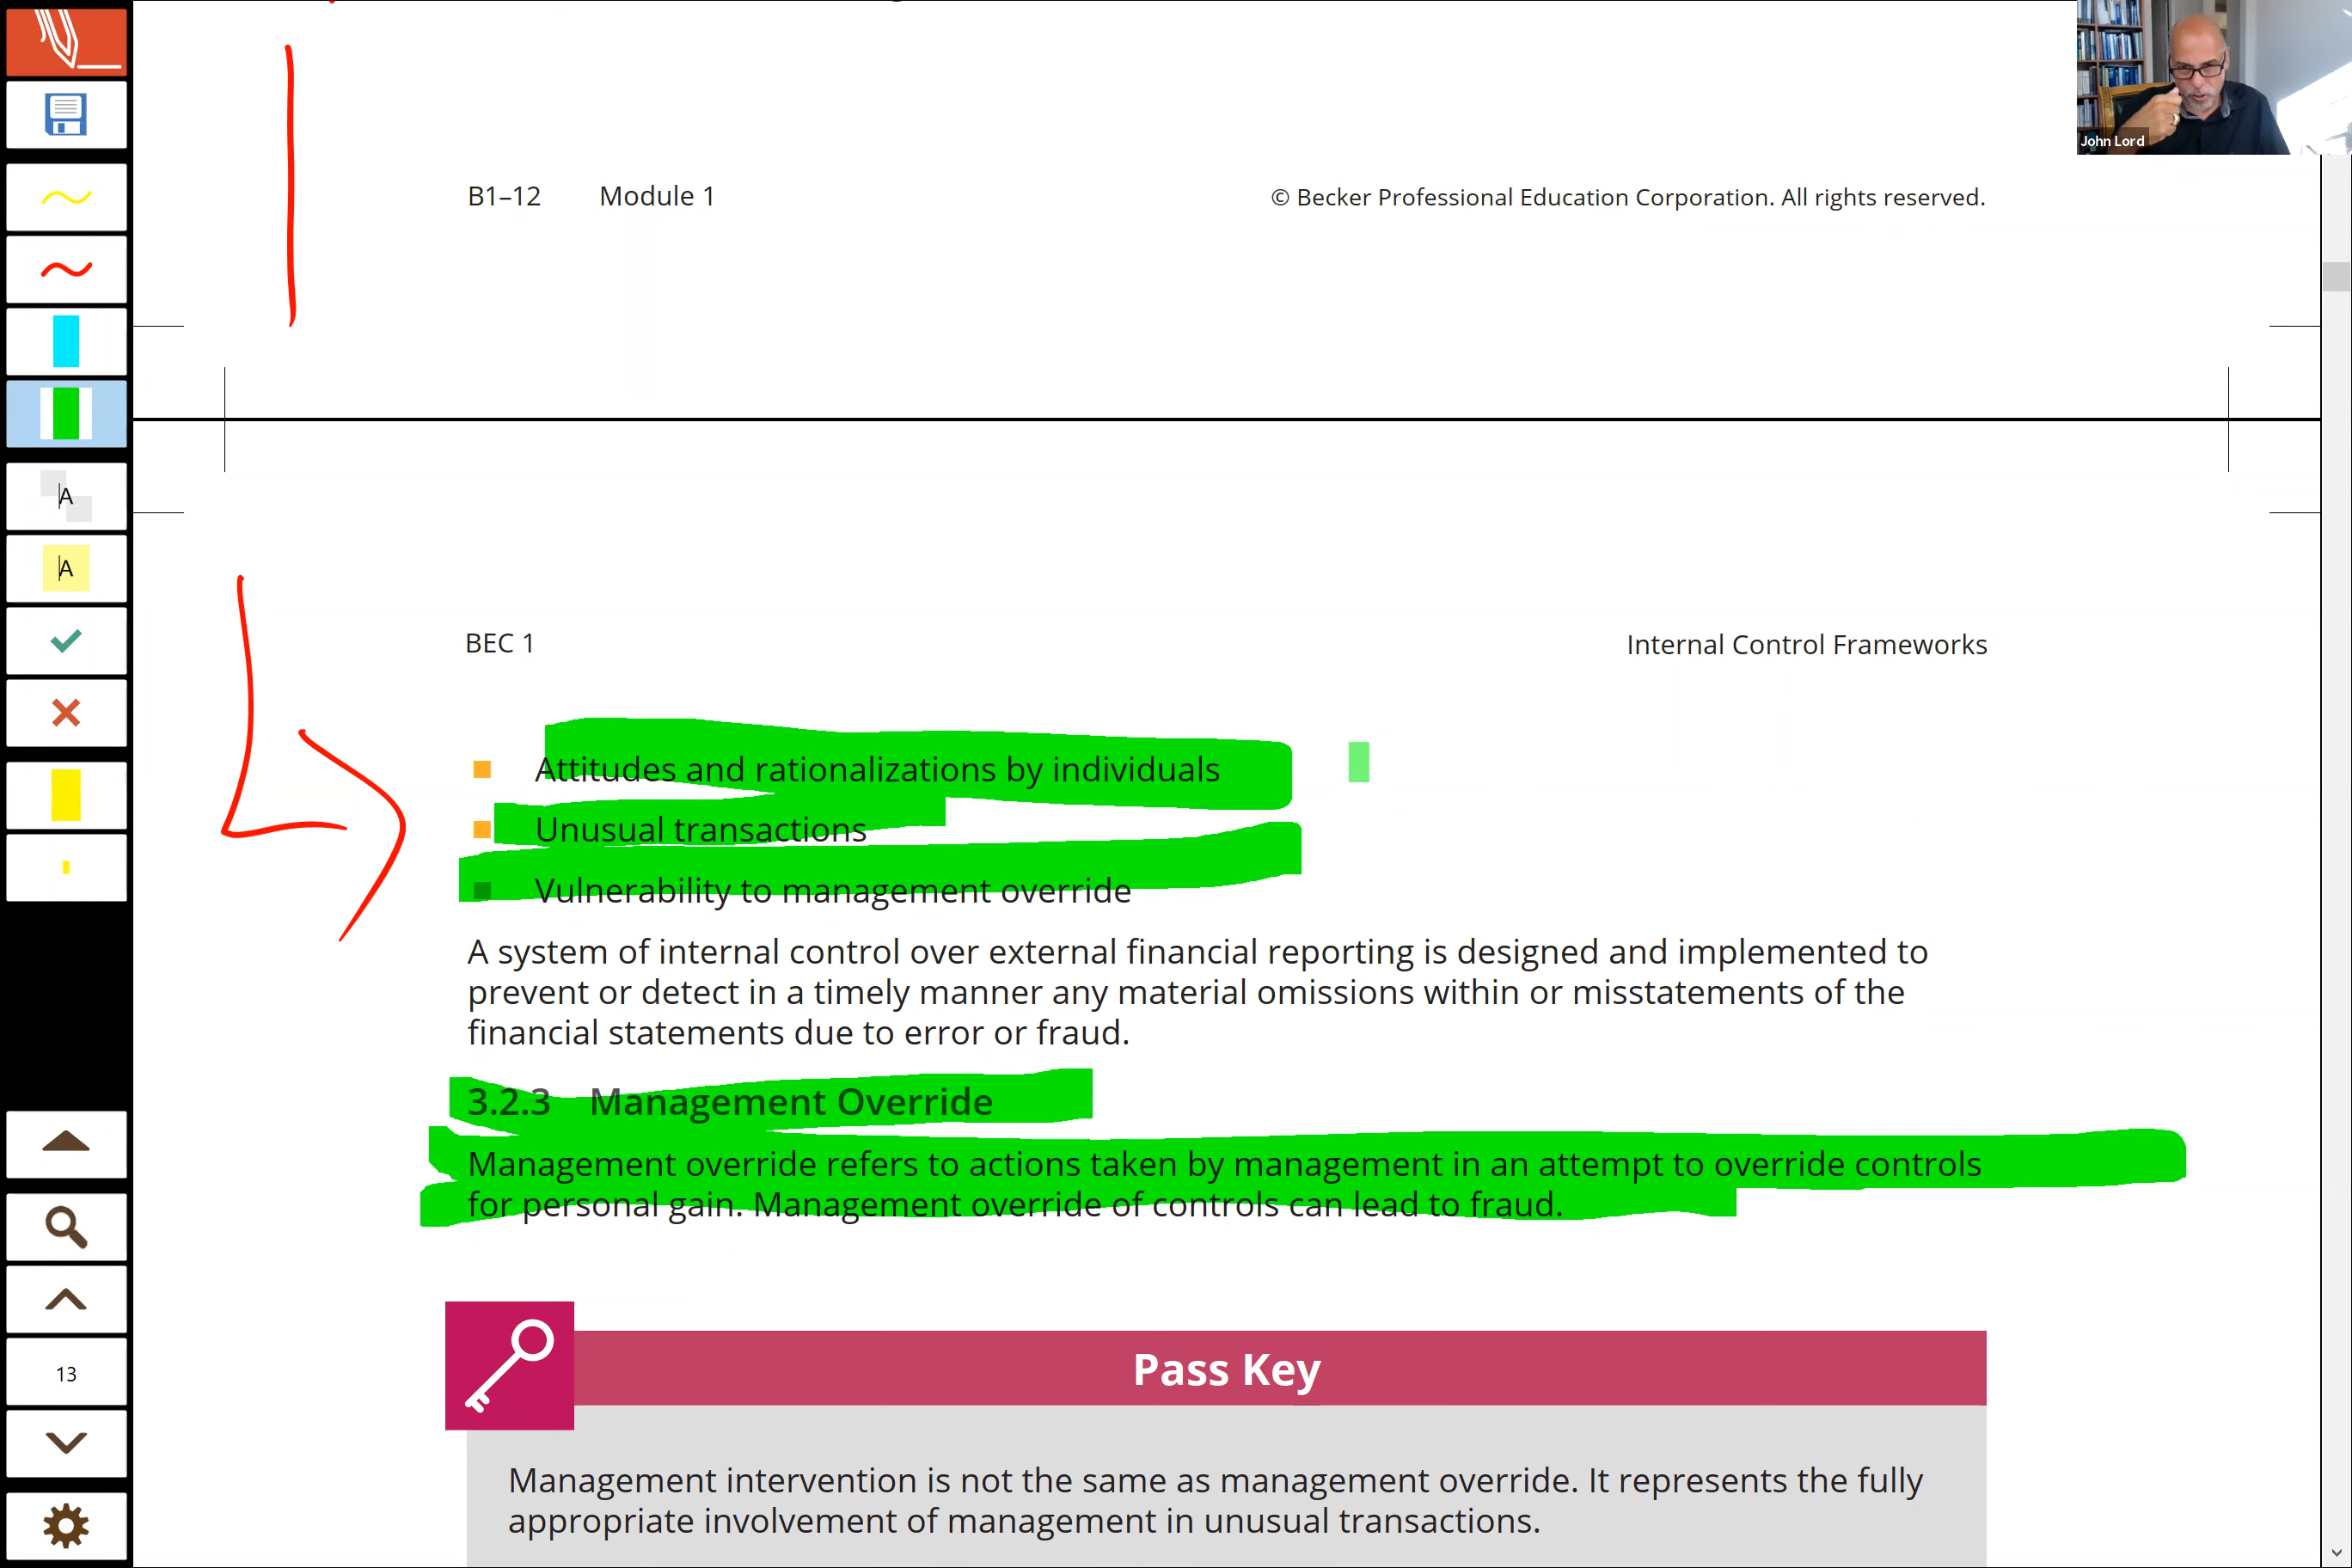 John Lord
B1–12 Module 1 © Becker Professional Education Corporation. All rights reserved.
A
A
BEC 1 Internal Control Frameworks
Attitudes and rationalizations by individuals
Unusual transactions
Vulnerability to management override
A system of internal control over external financial reporting is designed and implemented to
prevent or detect in a timely manner any material omissions within or misstatements of the
financial statements due to error or fraud.
3.2.3 Management Override
Management override refers to actions taken by management in an attempt to override controls
for personal gain. Management override of controls can lead to fraud.
Pass Key
13
Management intervention is not the same as management override. It represents the fully
appropriate involvement of management in unusual transactions.